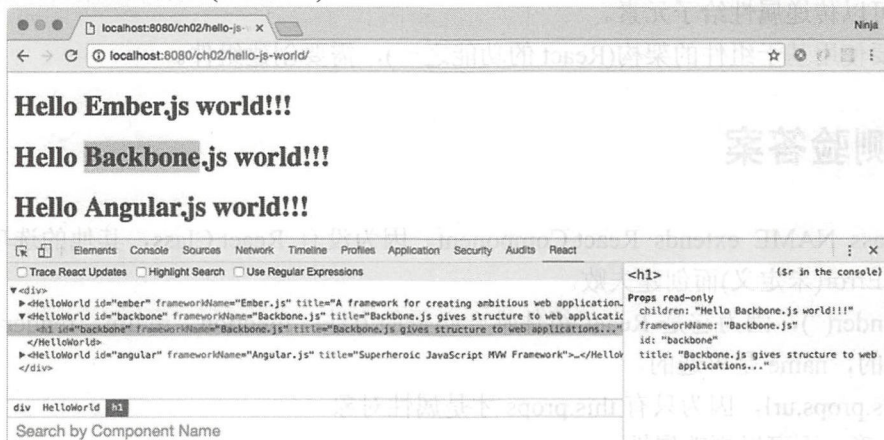 localhost:8080/ch02/hello-js-
Ninja
localhost:8080/ch02/hello-js-world/
Hello Ember.js world!!!
Hello Backbone.js world!!!
Hello Angular.js world!!!
Elements Console Sources Network Timeline Profiles Application Security Audits React
Trace React Updates Highlight Search Use Regular Expressions
▼<div>
▶<HelloWorld id="ember" frameworkName="Ember.js" title="A framework for creating ambitious web application…
▼<HelloWorld id="backbone" frameworkName="Backbone.js" title="Backbone.js gives structure to web applicatic
<h1 id="backbone" frameworkName="Backbone.js" title="Backbone.js gives structure to web applications..."
</HelloWorld>
▶<HelloWorld id="angular" frameworkName="Angular.js" title="Superheroic JavaScript MVW Framework">…</HelloW
</div>
div HelloWorld h1
Search by Component Name
<h1>
($r in the console)
Props read-only
children: "Hello Backbone.js world!!!"
frameworkName: "Backbone.js"
id: "backbone"
title: "Backbone.js gives structure to web
applications..."